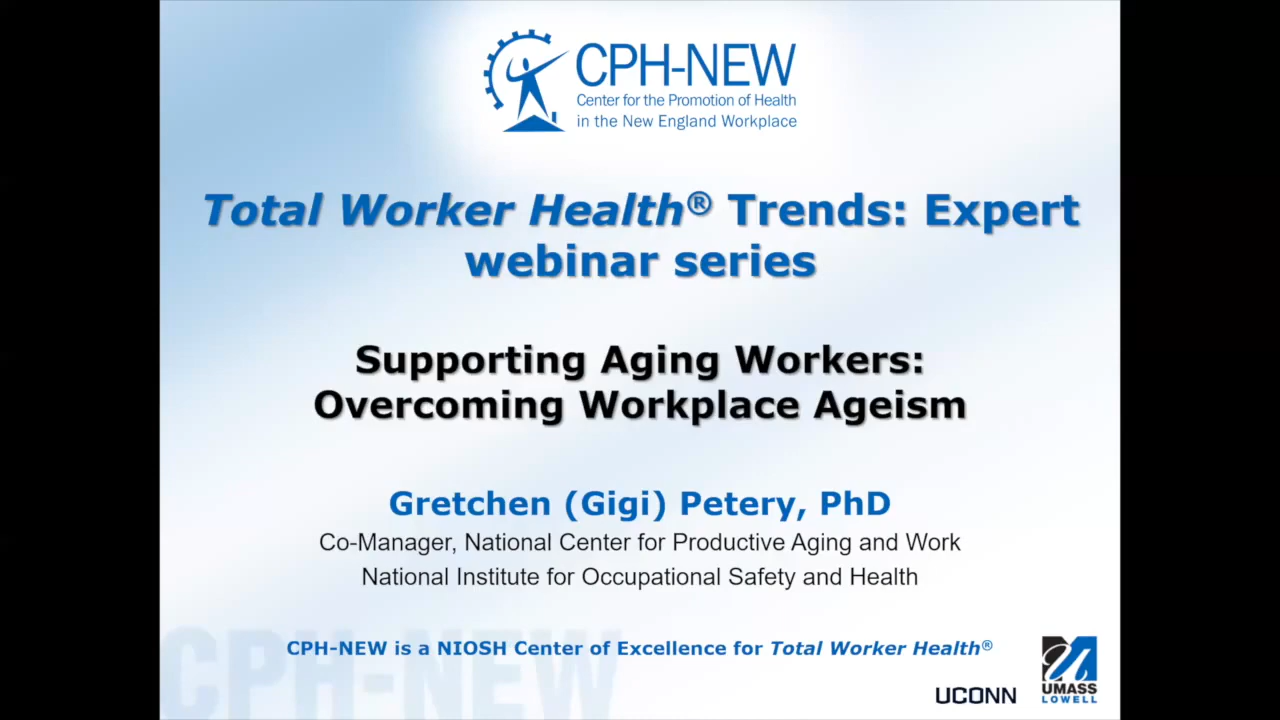 CPH-NEW
Center for the Promotion of Health
in the New England Workplace
Total Worker Health® Trends: Expert
webinar series
Supporting Aging Workers:
Overcoming Workplace Ageism
Gretchen (Gigi) Petery, PhD
Co-Manager, National Center for Productive Aging and Work
National Institute for Occupational Safety and Health
CPH-NEW is a NIOSH Center of Excellence for Total Worker Health®
CPH-NEW
UCONN
UMASS
LOWELL